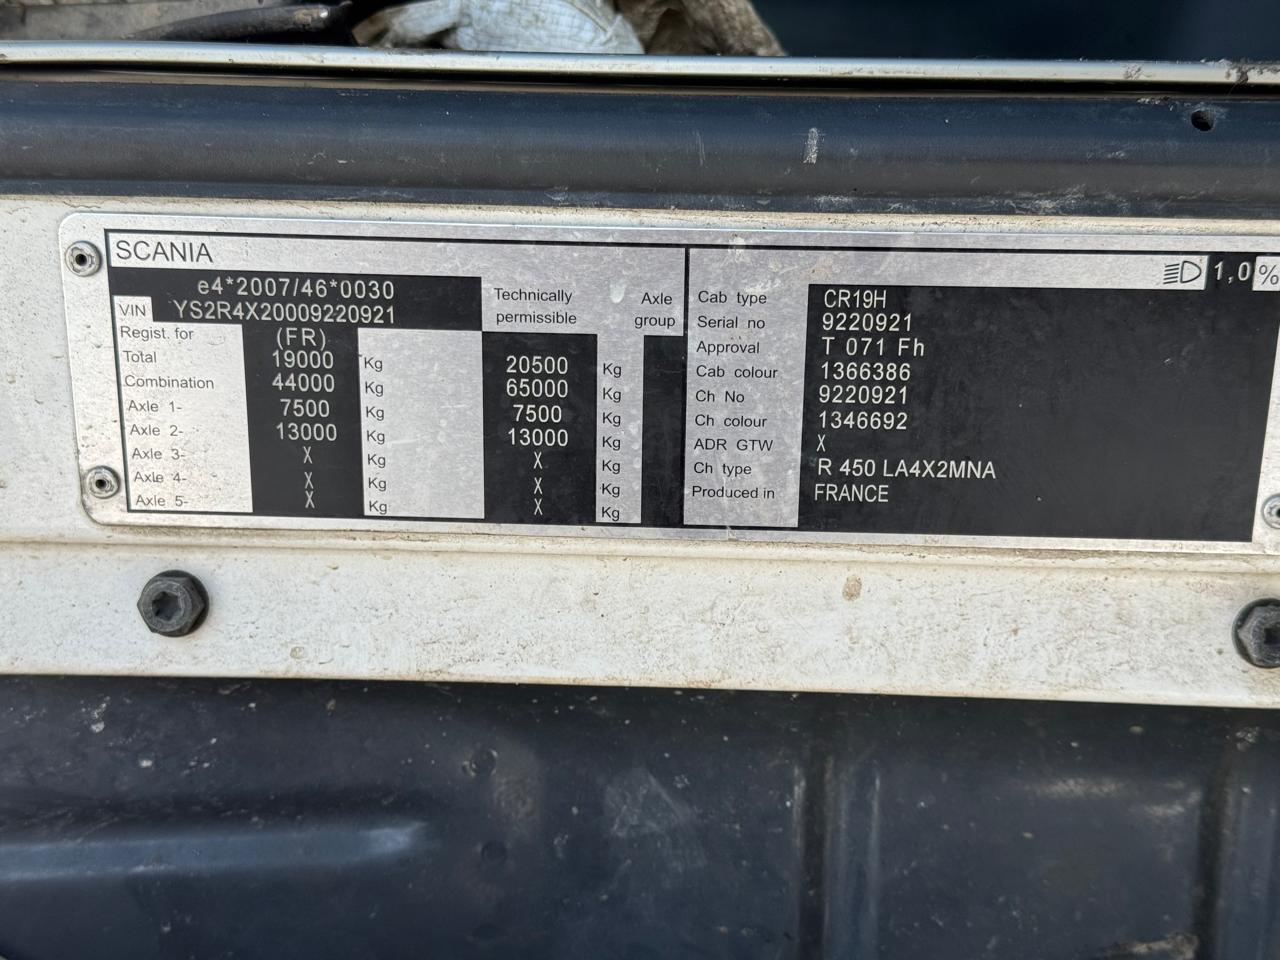 SCANIA
e4*2007/46*0030
VIN YS2R4X20009220921
Regist. for (FR)
Technically permissible
Axle group
Total 19000 Kg 20500 Kg
Combination 44000 Kg 65000 Kg
Axle 1- 7500 Kg 7500 Kg
Axle 2- 13000 Kg 13000 Kg
Axle 3- X Kg X Kg
Axle 4- X Kg X Kg
Axle 5- X Kg X Kg
1,0 %
Cab type CR19H
Serial no 9220921
Approval T 071 Fh
Cab colour 1366386
Ch No 9220921
Ch colour 1346692
ADR GTW X
Ch type R 450 LA4X2MNA
Produced in FRANCE